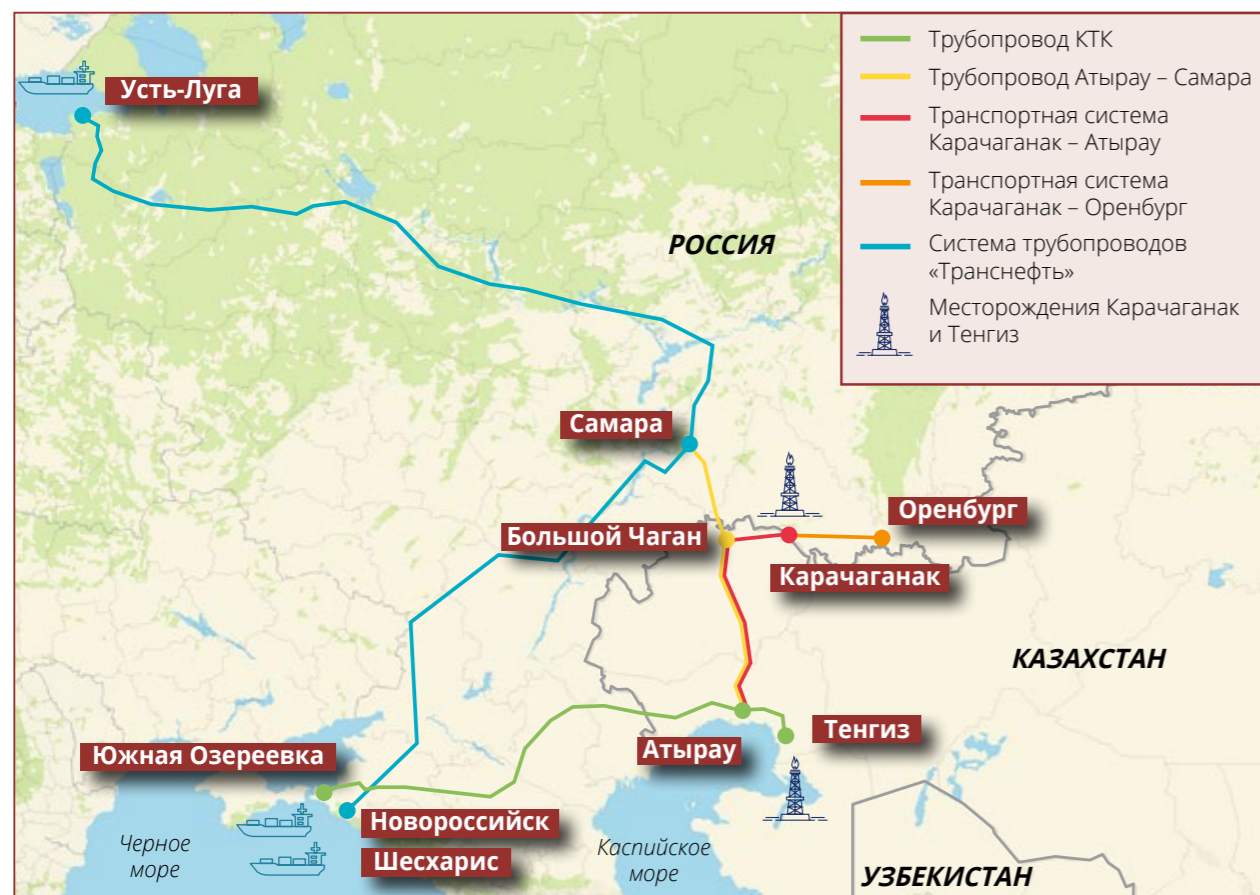 Трубопровод КТК
Трубопровод Атырау – Самара
Транспортная система
Карачаганак – Атырау
Транспортная система
Карачаганак – Оренбург
Система трубопроводов
«Транснефть»
Месторождения Карачаганак
и Тенгиз
Усть-Луга
РОССИЯ
Самара
Оренбург
Большой Чаган
Карачаганак
КАЗАХСТАН
Тенгиз
Атырау
Южная Озереевка
Новороссийск
Шесхарис
Черное
море
Каспийское
море
УЗБЕКИСТАН